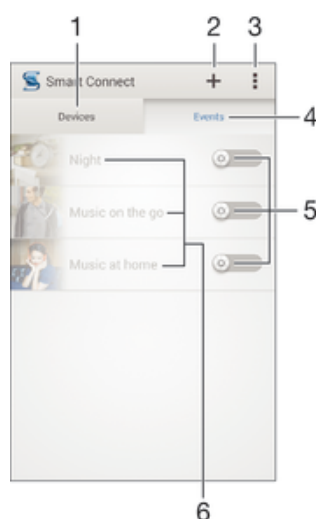 1 2 3
Smart Connect
Devices Events 4
Night
Music on the go 5
Music at home
6